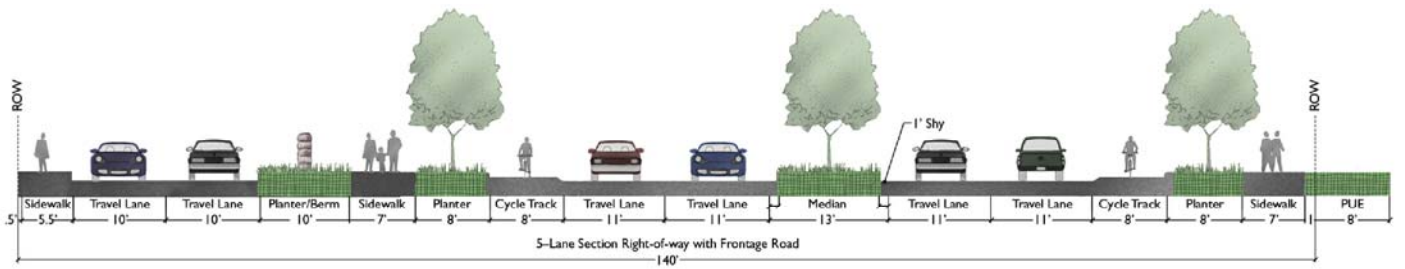 ROW
ROW
1' Shy
Sidewalk Travel Lane Travel Lane Planter/Berm Sidewalk Planter Cycle Track Travel Lane Travel Lane Median Travel Lane Travel Lane Cycle Track Planter Sidewalk PUE
.5' 5.5' 10' 10' 10' 7' 8' 8' 11' 11' 13' 11' 11' 8' 8' 7' 1 8'
5–Lane Section Right-of-way with Frontage Road
140'